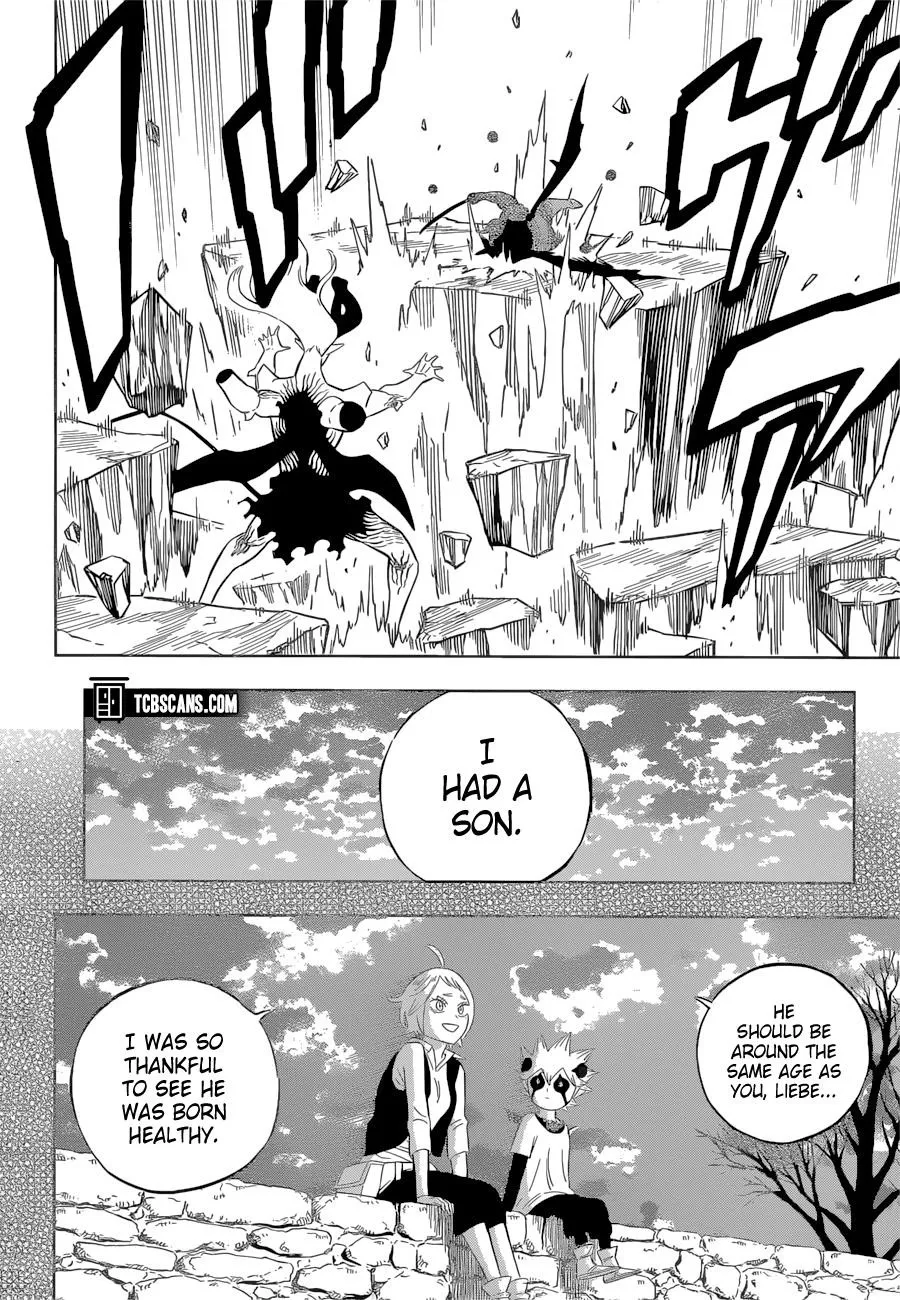 TCBSCANS.COM
I
HAD A
SON.
HE
SHOULD BE
AROUND THE
SAME AGE AS
YOU, LIEBE...
I WAS SO
THANKFUL
TO SEE HE
WAS BORN
HEALTHY.